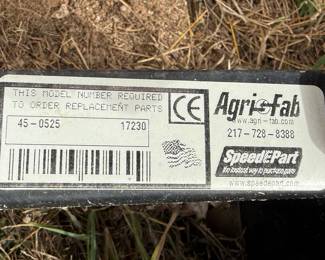 THIS MODEL NUMBER REQUIRED
TO ORDER REPLACEMENT PARTS
45-0525 17230
CE
Agri-Fab
www.agri-fab.com
217-728-8388
SpeedEPart
the fastest way to purchase parts
www.speedepart.com